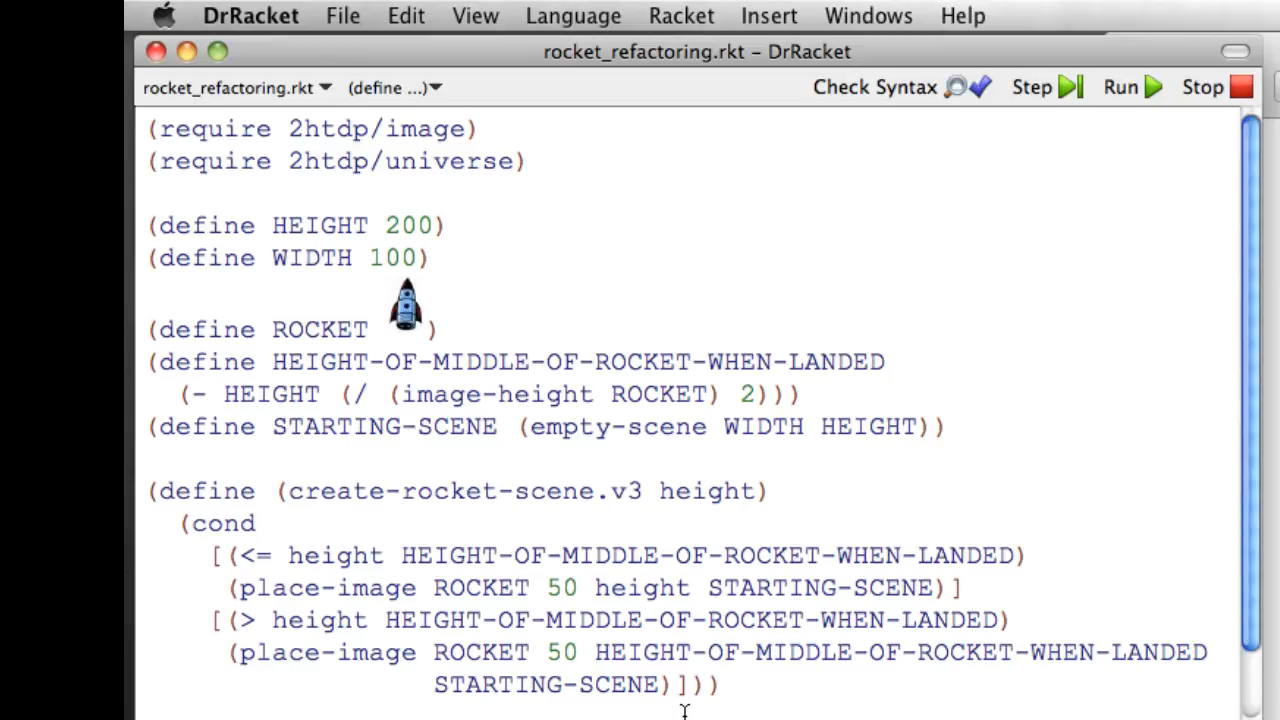 DrRacket File Edit View Language Racket Insert Windows Help
rocket_refactoring.rkt – DrRacket
rocket_refactoring.rkt (define ...) Check Syntax Step Run Stop
(require 2htdp/image)
(require 2htdp/universe)
(define HEIGHT 200)
(define WIDTH 100)
(define ROCKET )
(define HEIGHT-OF-MIDDLE-OF-ROCKET-WHEN-LANDED
(- HEIGHT (/ (image-height ROCKET) 2)))
(define STARTING-SCENE (empty-scene WIDTH HEIGHT))
(define (create-rocket-scene.v3 height)
(cond
[(<= height HEIGHT-OF-MIDDLE-OF-ROCKET-WHEN-LANDED)
(place-image ROCKET 50 height STARTING-SCENE)]
[(> height HEIGHT-OF-MIDDLE-OF-ROCKET-WHEN-LANDED)
(place-image ROCKET 50 HEIGHT-OF-MIDDLE-OF-ROCKET-WHEN-LANDED
STARTING-SCENE)]))